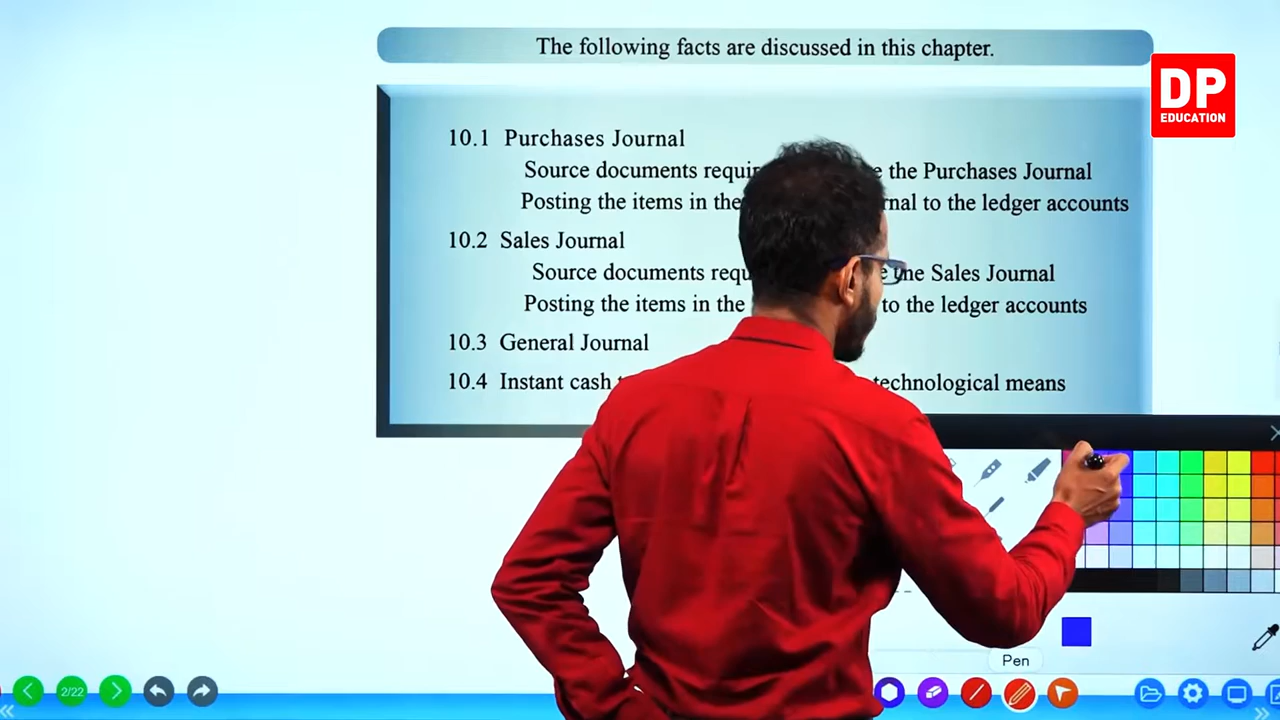 The following facts are discussed in this chapter.
DP
EDUCATION
10.1 Purchases Journal
Source documents the Purchases Journal
Posting the items in the to the ledger accounts
10.2 Sales Journal
Source documents the Sales Journal
Posting the items in the to the ledger accounts
10.3 General Journal
10.4 Instant cash technological means
Pen
2/22